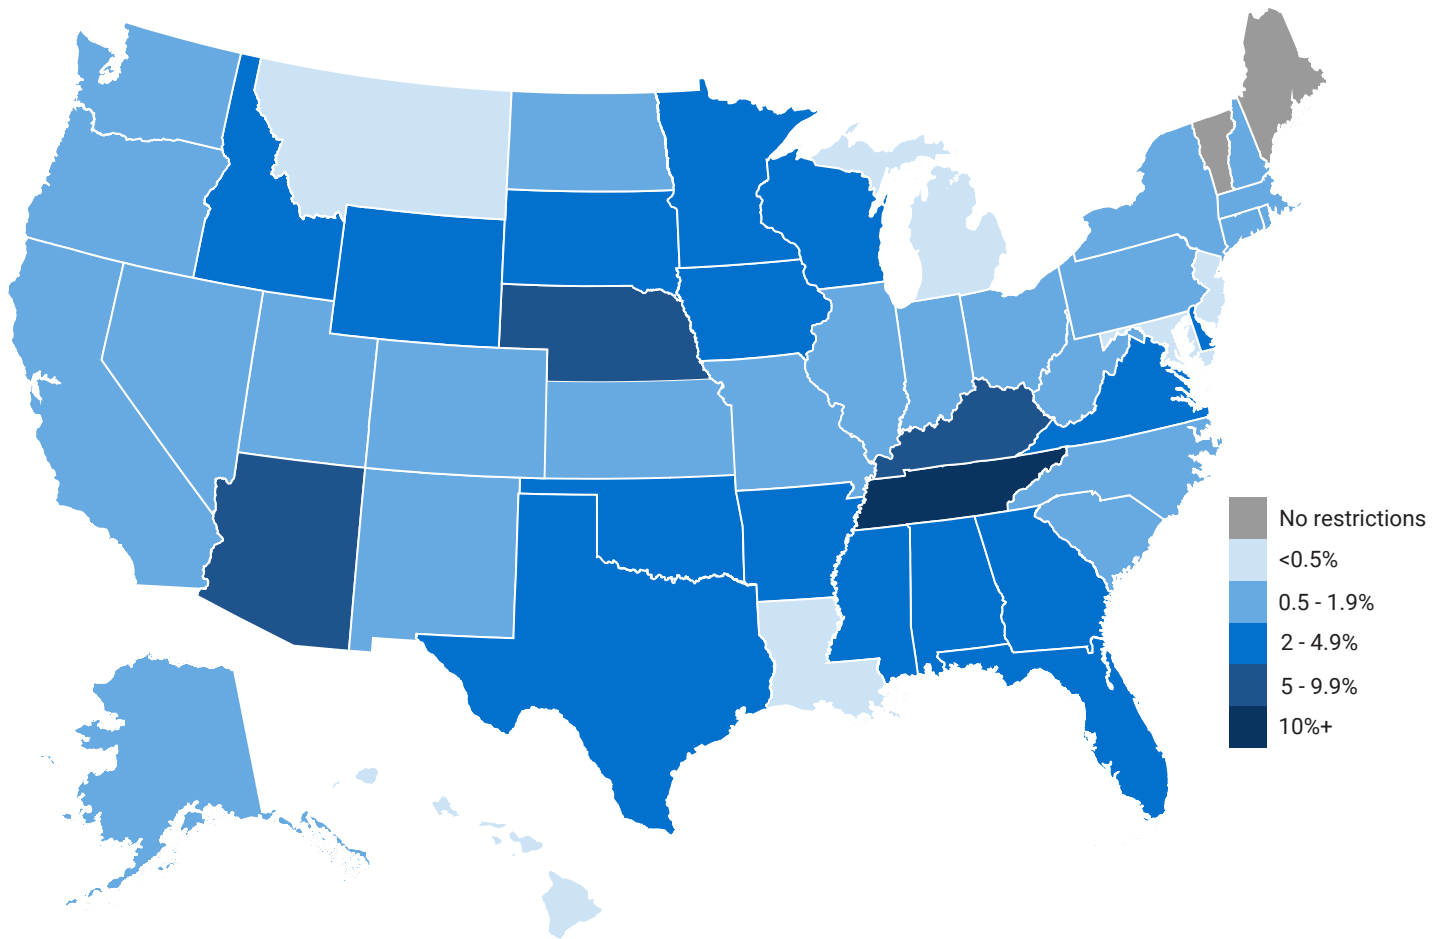 No restrictions
<0.5%
0.5 - 1.9%
2 - 4.9%
5 - 9.9%
10%+